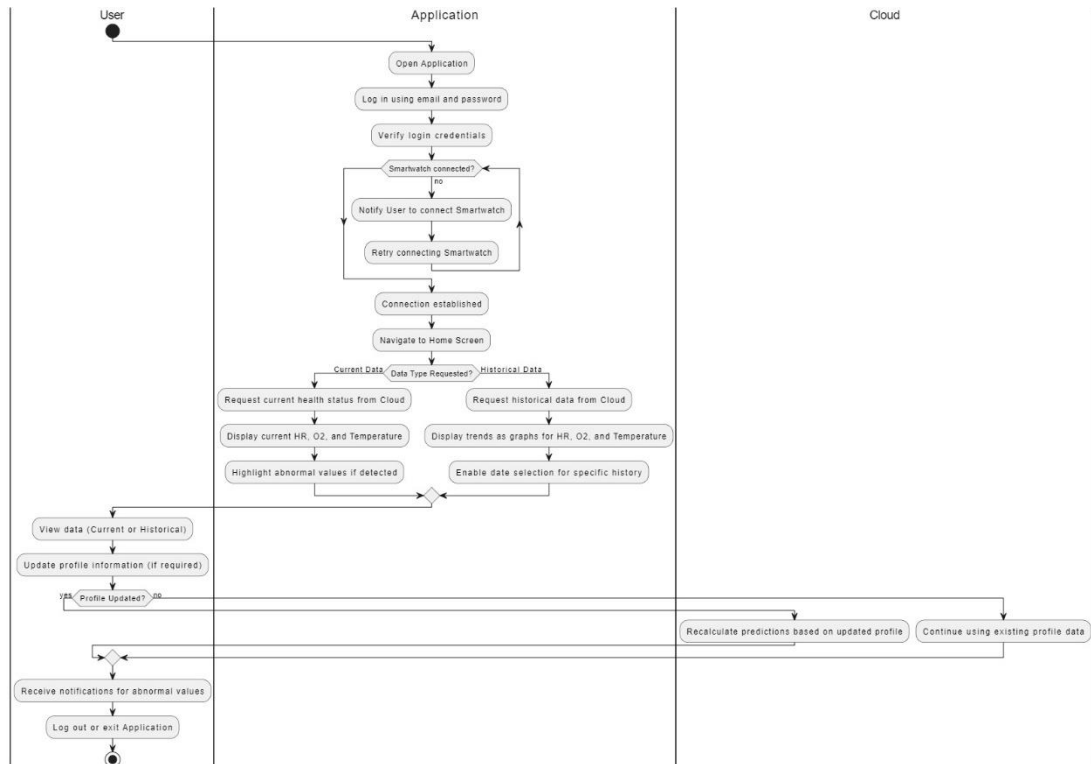 User
Application
Cloud
Open Application
Log in using email and password
Verify login credentials
Smartwatch connected?
no
Notify User to connect Smartwatch
Retry connecting Smartwatch
Connection established
Navigate to Home Screen
Current Data
Data Type Requested?
Historical Data
Request current health status from Cloud
Request historical data from Cloud
Display current HR, O2, and Temperature
Display trends as graphs for HR, O2, and Temperature
Highlight abnormal values if detected
Enable date selection for specific history
View data (Current or Historical)
Update profile information (if required)
yes
Profile Updated?
no
Recalculate predictions based on updated profile
Continue using existing profile data
Receive notifications for abnormal values
Log out or exit Application